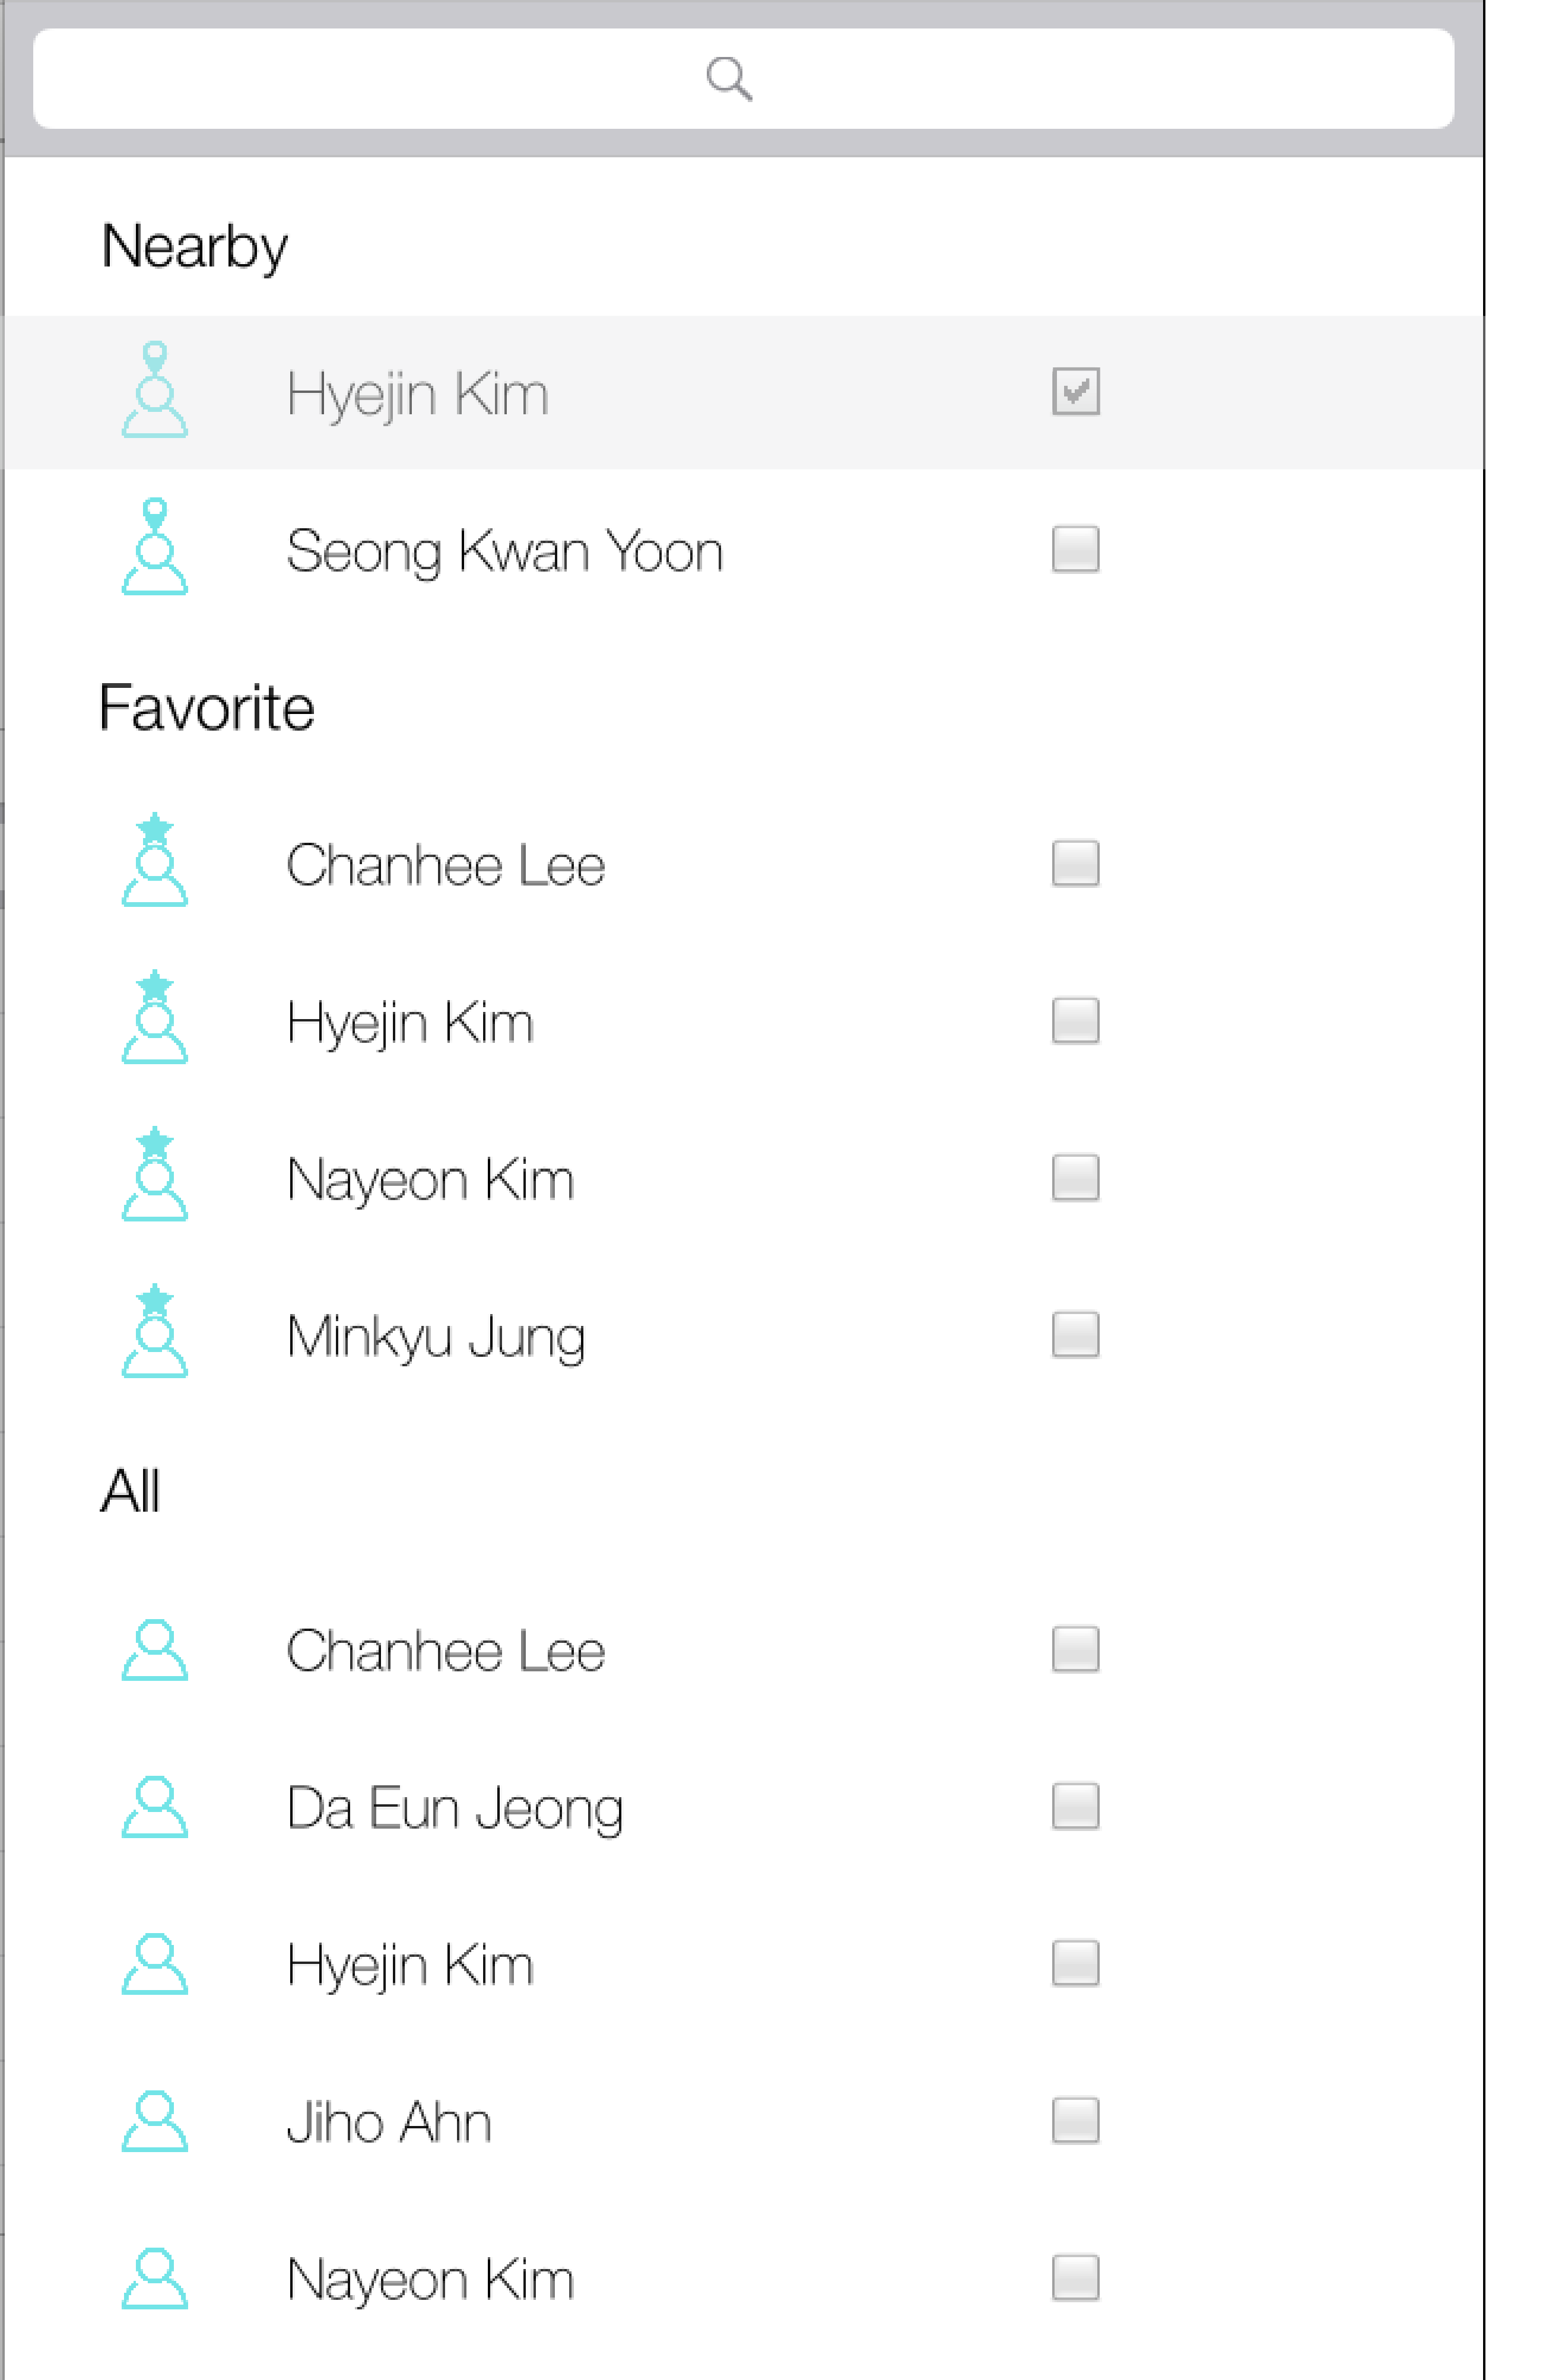 Nearby
Hyejin Kim
Seong Kwan Yoon
Favorite
Chanhee Lee
Hyejin Kim
Nayeon Kim
Minkyu Jung
All
Chanhee Lee
Da Eun Jeong
Hyejin Kim
Jiho Ahn
Nayeon Kim